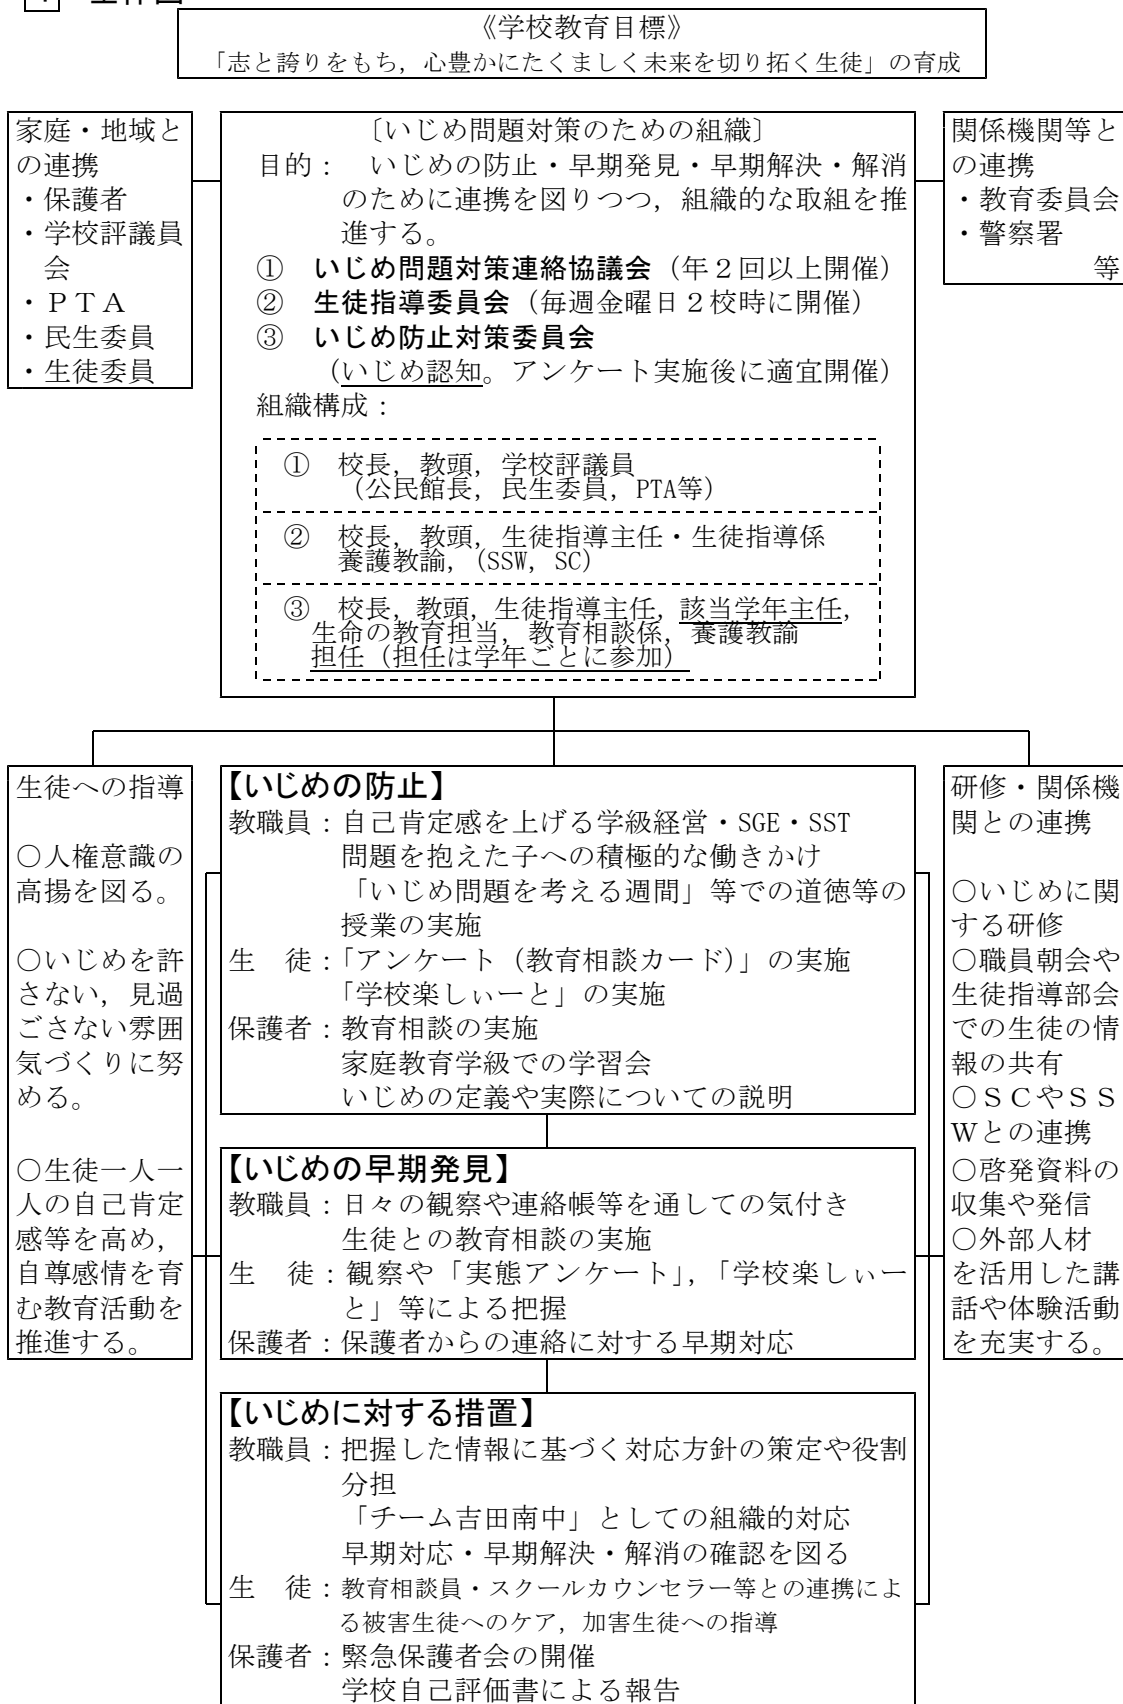 《学校教育目標》
「志と誇りをもち，心豊かにたくましく未来を切り拓く生徒」の育成
家庭・地域と
の連携
・保護者
・学校評議員
会
・ＰＴＡ
・民生委員
・生徒委員
〔いじめ問題対策のための組織〕
目的：　いじめの防止・早期発見・早期解決・解消
のために連携を図りつつ，組織的な取組を推
進する。
①　いじめ問題対策連絡協議会（年２回以上開催）
②　生徒指導委員会（毎週金曜日２校時に開催）
③　いじめ防止対策委員会
（いじめ認知。アンケート実施後に適宜開催）
組織構成：
①　校長，教頭，学校評議員
（公民館長，民生委員，PTA等）
②　校長，教頭，生徒指導主任・生徒指導係
養護教諭，（SSW，SC）
③　校長，教頭，生徒指導主任，該当学年主任，
生命の教育担当，教育相談係，養護教諭
担任（担任は学年ごとに参加）
関係機関等と
の連携
・教育委員会
・警察署
等
生徒への指導
○人権意識の
高揚を図る。
○いじめを許
さない，見過
ごさない雰囲
気づくりに努
める。
○生徒一人一
人の自己肯定
感等を高め，
自尊感情を育
む教育活動を
推進する。
【いじめの防止】
教職員：自己肯定感を上げる学級経営・SGE・SST
問題を抱えた子への積極的な働きかけ
「いじめ問題を考える週間」等での道徳等の
授業の実施
生　徒：「アンケート（教育相談カード）」の実施
「学校楽しぃーと」の実施
保護者：教育相談の実施
家庭教育学級での学習会
いじめの定義や実際についての説明
【いじめの早期発見】
教職員：日々の観察や連絡帳等を通しての気付き
生徒との教育相談の実施
生　徒：観察や「実態アンケート」，「学校楽しぃー
と」等による把握
保護者：保護者からの連絡に対する早期対応
【いじめに対する措置】
教職員：把握した情報に基づく対応方針の策定や役割
分担
「チーム吉田南中」としての組織的対応
早期対応・早期解決・解消の確認を図る
生　徒：教育相談員・スクールカウンセラー等との連携によ
る被害生徒へのケア，加害生徒への指導
保護者：緊急保護者会の開催
学校自己評価書による報告
研修・関係機
関との連携
○いじめに関
する研修
○職員朝会や
生徒指導部会
での生徒の情
報の共有
○ＳＣやＳＳ
Ｗとの連携
○啓発資料の
収集や発信
○外部人材
を活用した講
話や体験活動
を充実する。